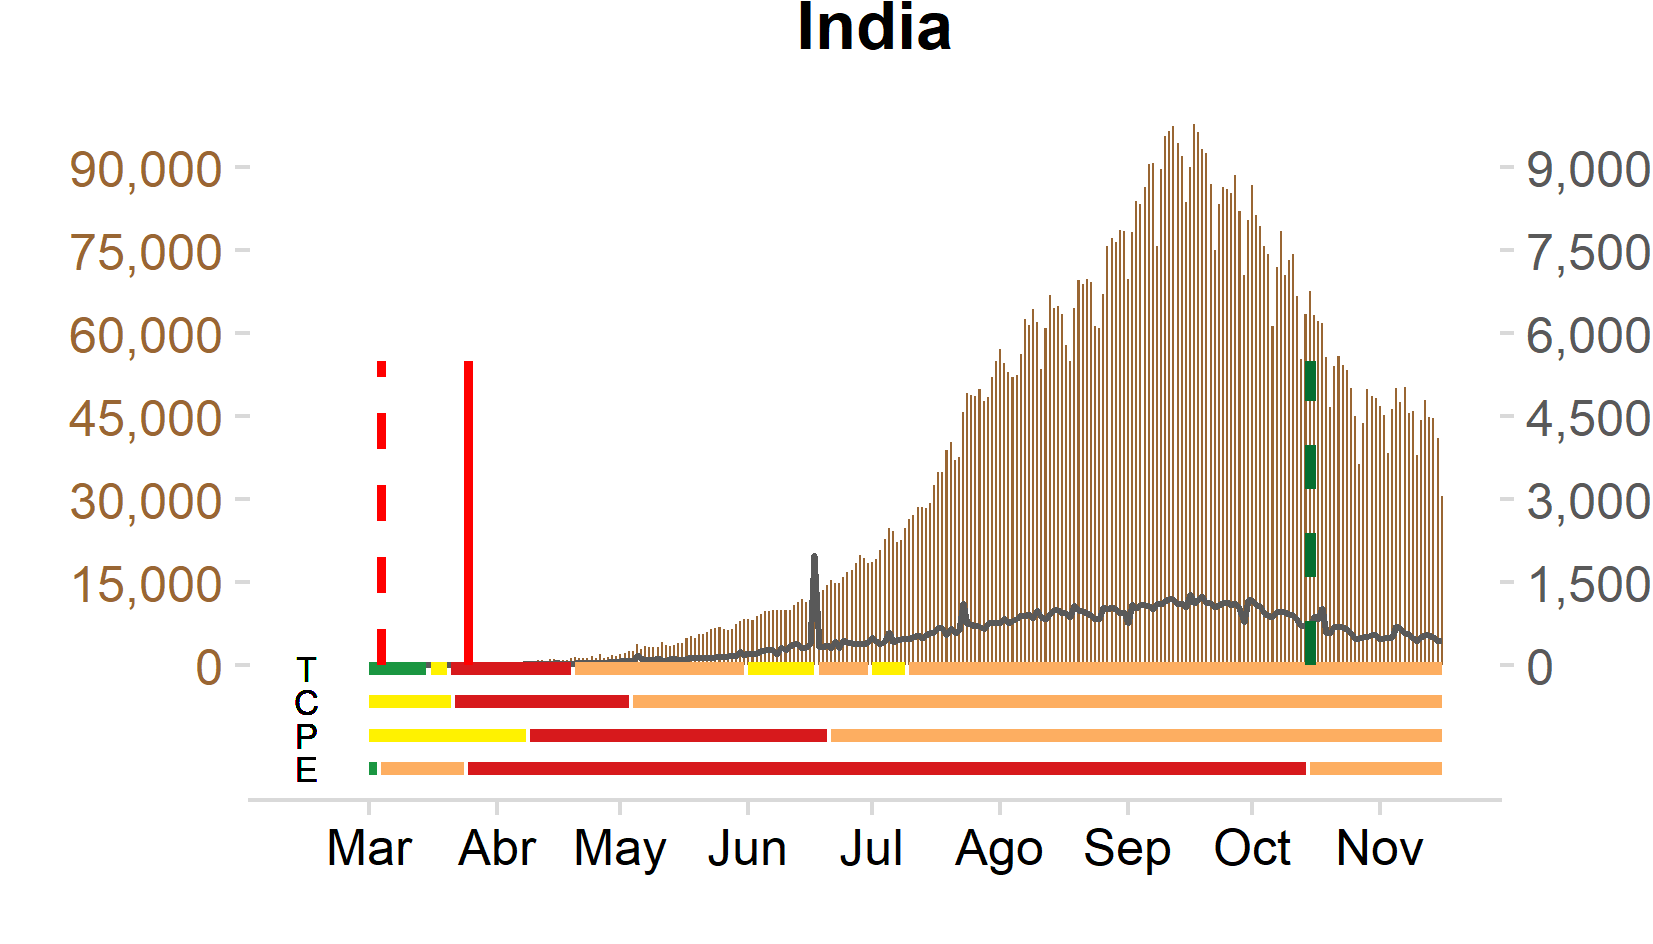 India
90,000 9,000
75,000 7,500
60,000 6,000
45,000 4,500
30,000 3,000
15,000 1,500
0 0
T
C
P
E
Mar Abr May Jun Jul Ago Sep Oct Nov